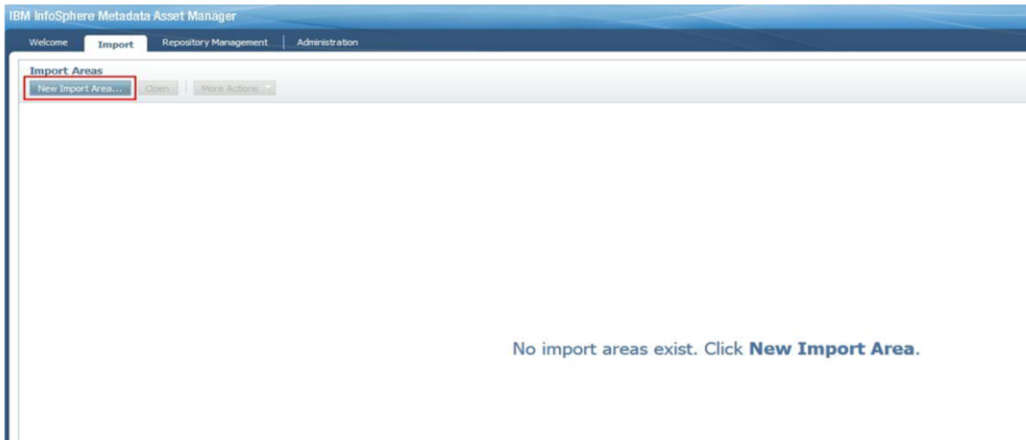 IBM InfoSphere Metadata Asset Manager
Welcome Import Repository Management Administration
Import Areas
New Import Area... Open More Actions
No import areas exist. Click New Import Area.